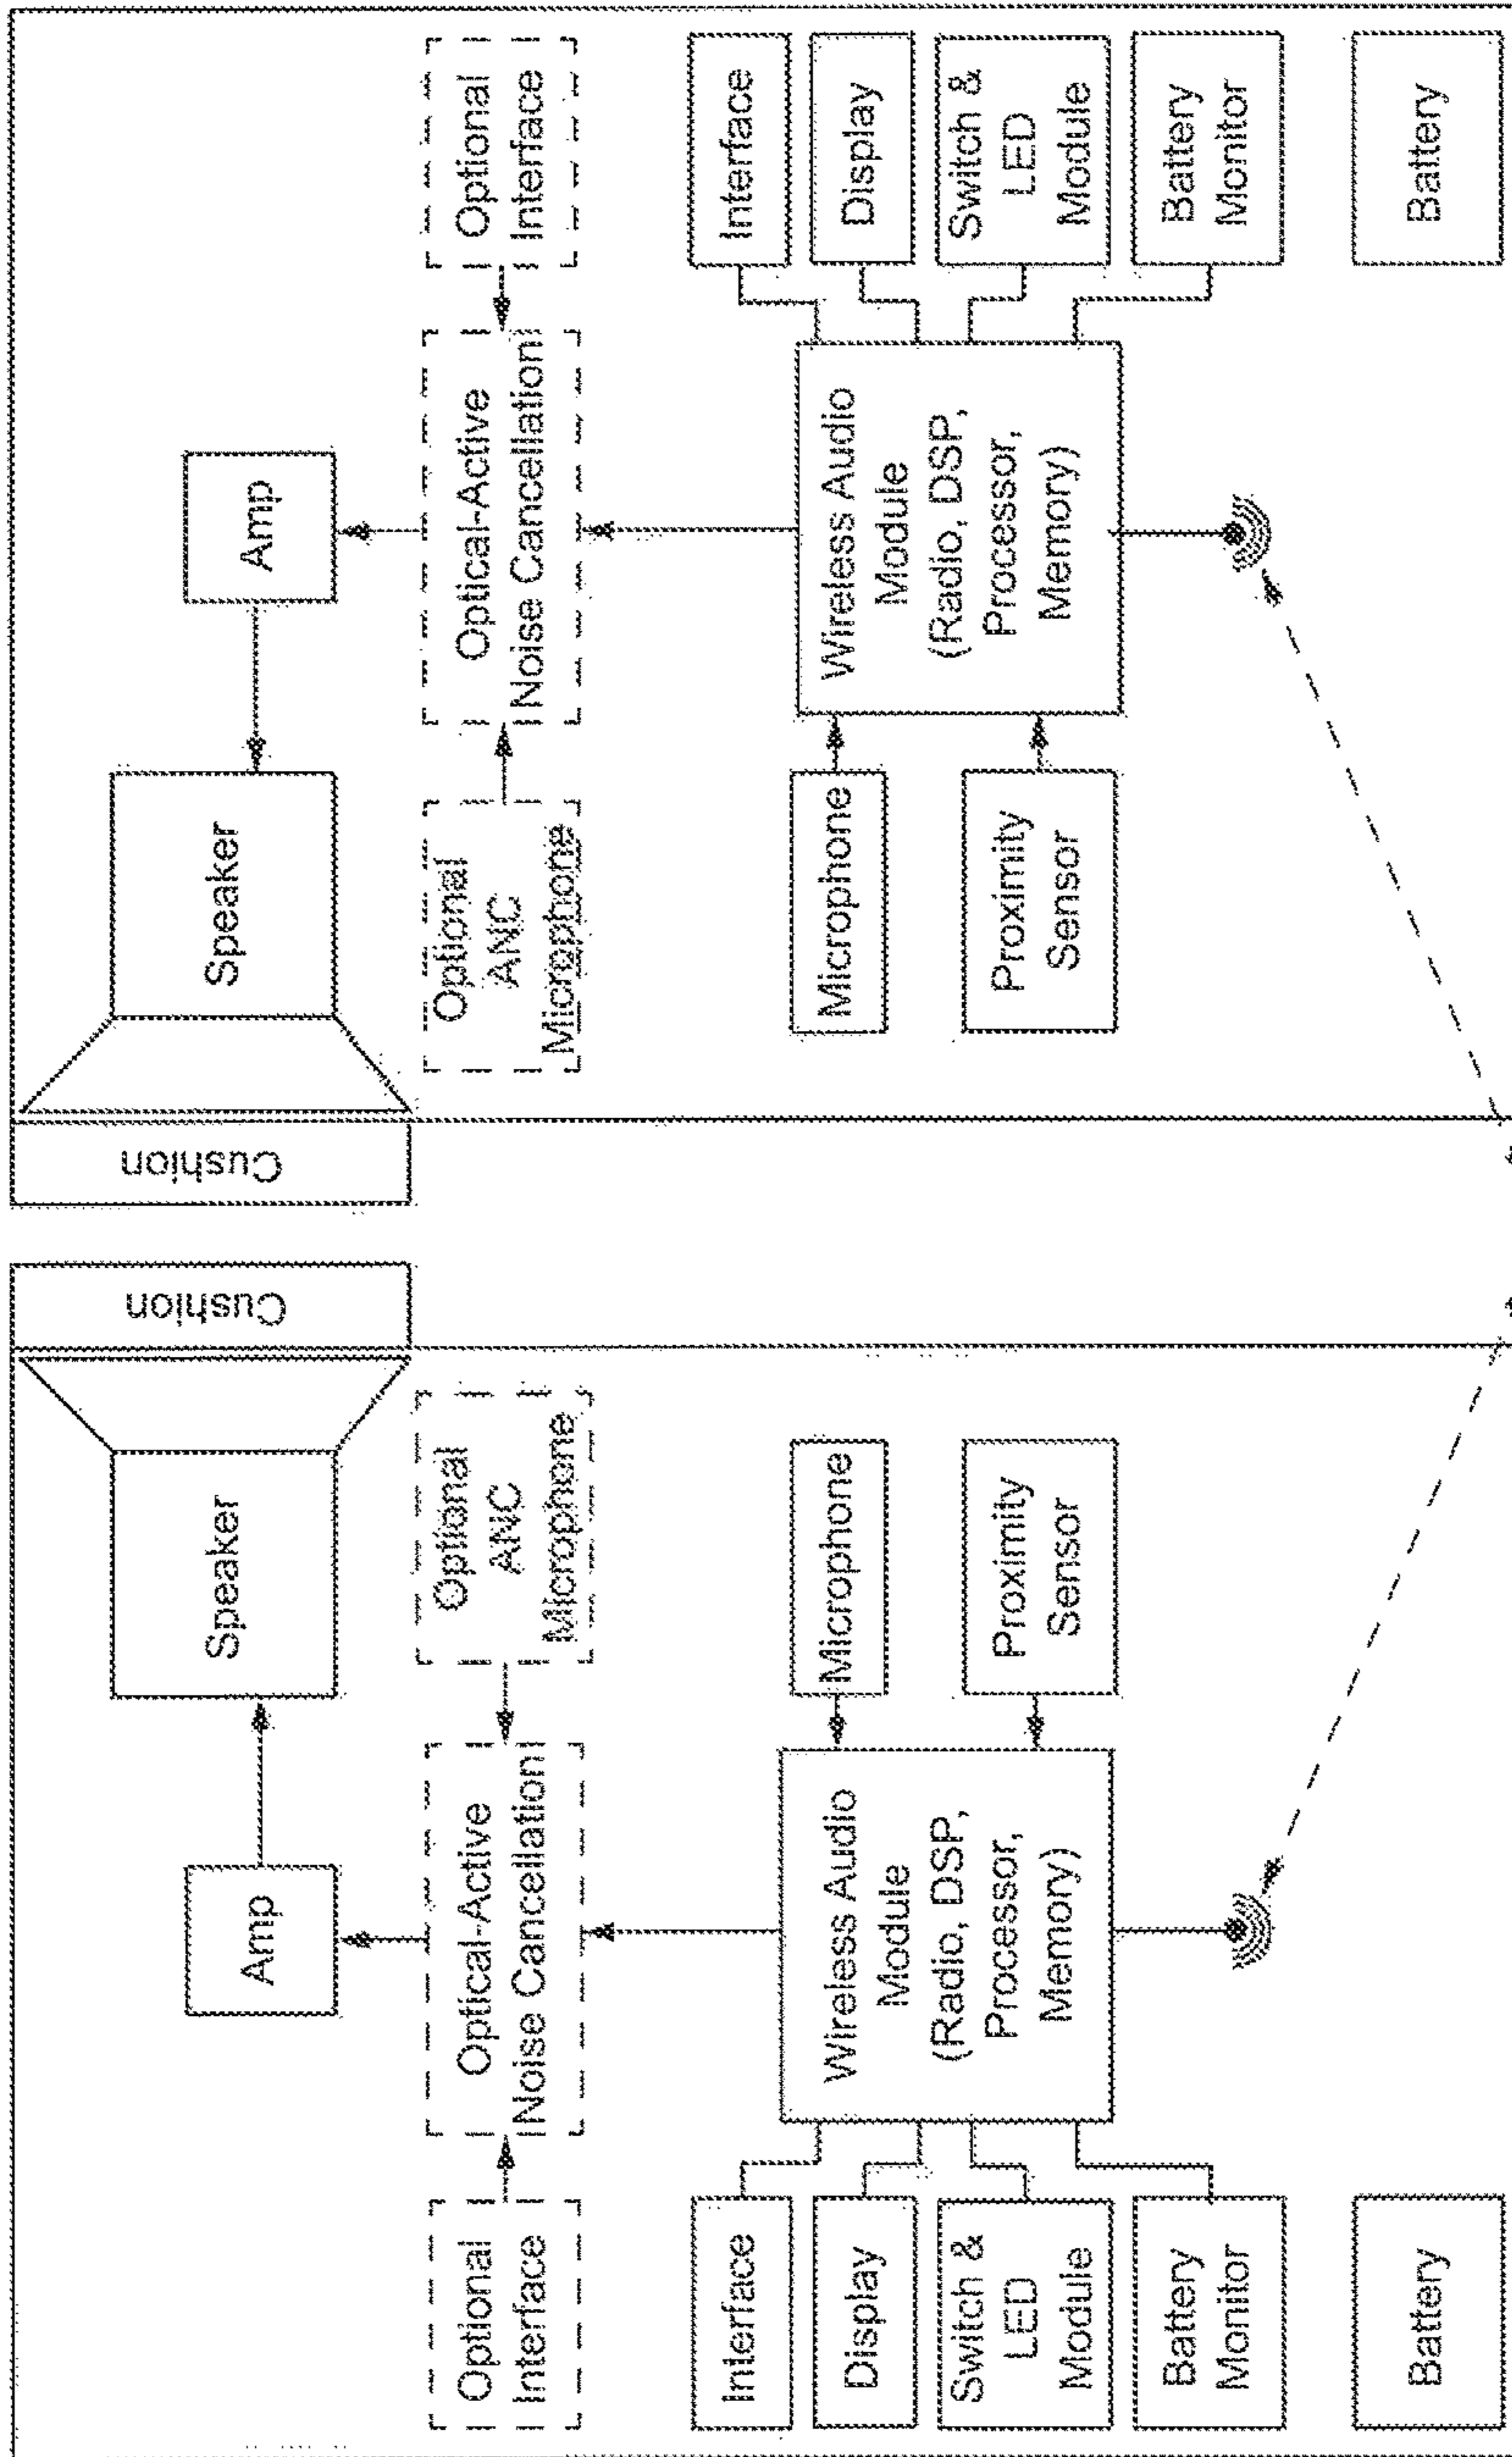 Amp
Speaker
Cushion
Optional
Interface
Optical-Active
Noise Cancellation
Optional
ANC
Microphone
Interface
Display
Switch &
LED
Module
Battery
Monitor
Battery
Wireless Audio
Module
(Radio, DSP,
Processor,
Memory)
Microphone
Proximity
Sensor
Cushion
Speaker
Amp
Optional
ANC
Microphone
Optical-Active
Noise Cancellation
Optional
Interface
Microphone
Proximity
Sensor
Wireless Audio
Module
(Radio, DSP,
Processor,
Memory)
Interface
Display
Switch &
LED
Module
Battery
Monitor
Battery